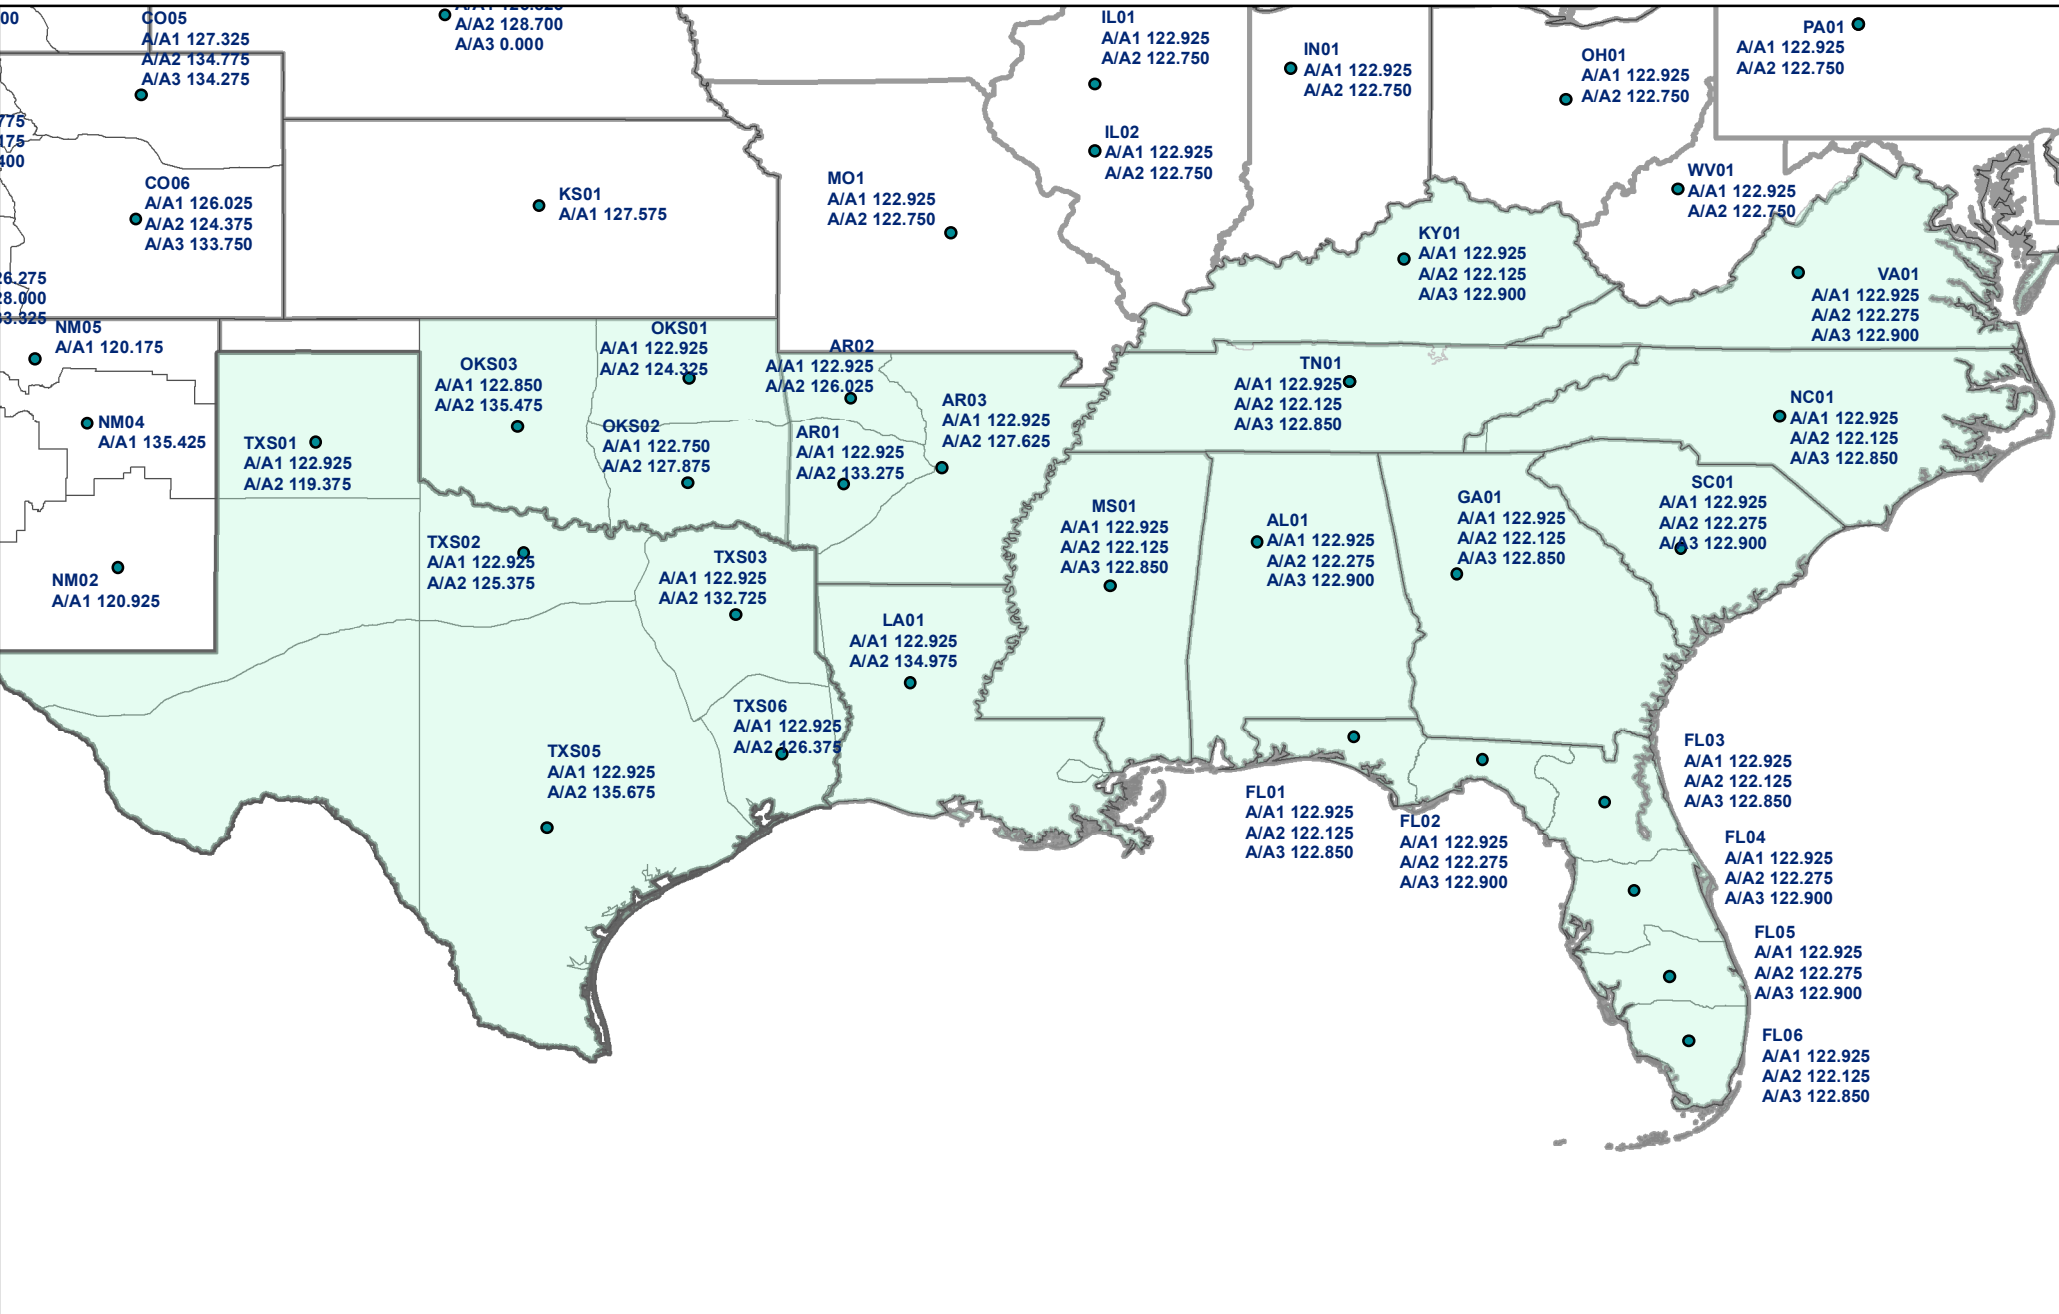 00
CO05
A/A1 127.325
A/A2 134.775
A/A3 134.275
A/A2 128.700
A/A3 0.000
IL01
A/A1 122.925
A/A2 122.750
IN01
A/A1 122.925
A/A2 122.750
OH01
A/A1 122.925
A/A2 122.750
PA01
A/A1 122.925
A/A2 122.750
775
175
400
IL02
A/A1 122.925
A/A2 122.750
CO06
A/A1 126.025
A/A2 124.375
A/A3 133.750
KS01
A/A1 127.575
MO1
A/A1 122.925
A/A2 122.750
WV01
A/A1 122.925
A/A2 122.750
KY01
A/A1 122.925
A/A2 122.125
A/A3 122.900
VA01
A/A1 122.925
A/A2 122.275
A/A3 122.900
26.275
28.000
33.325
NM05
A/A1 120.175
OKS01
A/A1 122.925
A/A2 124.325
AR02
A/A1 122.925
A/A2 126.025
OKS03
A/A1 122.850
A/A2 135.475
TN01
A/A1 122.925
A/A2 122.125
A/A3 122.850
NC01
A/A1 122.925
A/A2 122.125
A/A3 122.850
NM04
A/A1 135.425
TXS01
A/A1 122.925
A/A2 119.375
OKS02
A/A1 122.750
A/A2 127.875
AR01
A/A1 122.925
A/A2 133.275
AR03
A/A1 122.925
A/A2 127.625
MS01
A/A1 122.925
A/A2 122.125
A/A3 122.850
AL01
A/A1 122.925
A/A2 122.275
A/A3 122.900
GA01
A/A1 122.925
A/A2 122.125
A/A3 122.850
SC01
A/A1 122.925
A/A2 122.275
A/A3 122.900
NM02
A/A1 120.925
TXS02
A/A1 122.925
A/A2 125.375
TXS03
A/A1 122.925
A/A2 132.725
LA01
A/A1 122.925
A/A2 134.975
TXS06
A/A1 122.925
A/A2 126.375
TXS05
A/A1 122.925
A/A2 135.675
FL01
A/A1 122.925
A/A2 122.125
A/A3 122.850
FL02
A/A1 122.925
A/A2 122.275
A/A3 122.900
FL03
A/A1 122.925
A/A2 122.125
A/A3 122.850
FL04
A/A1 122.925
A/A2 122.275
A/A3 122.900
FL05
A/A1 122.925
A/A2 122.275
A/A3 122.900
FL06
A/A1 122.925
A/A2 122.125
A/A3 122.850